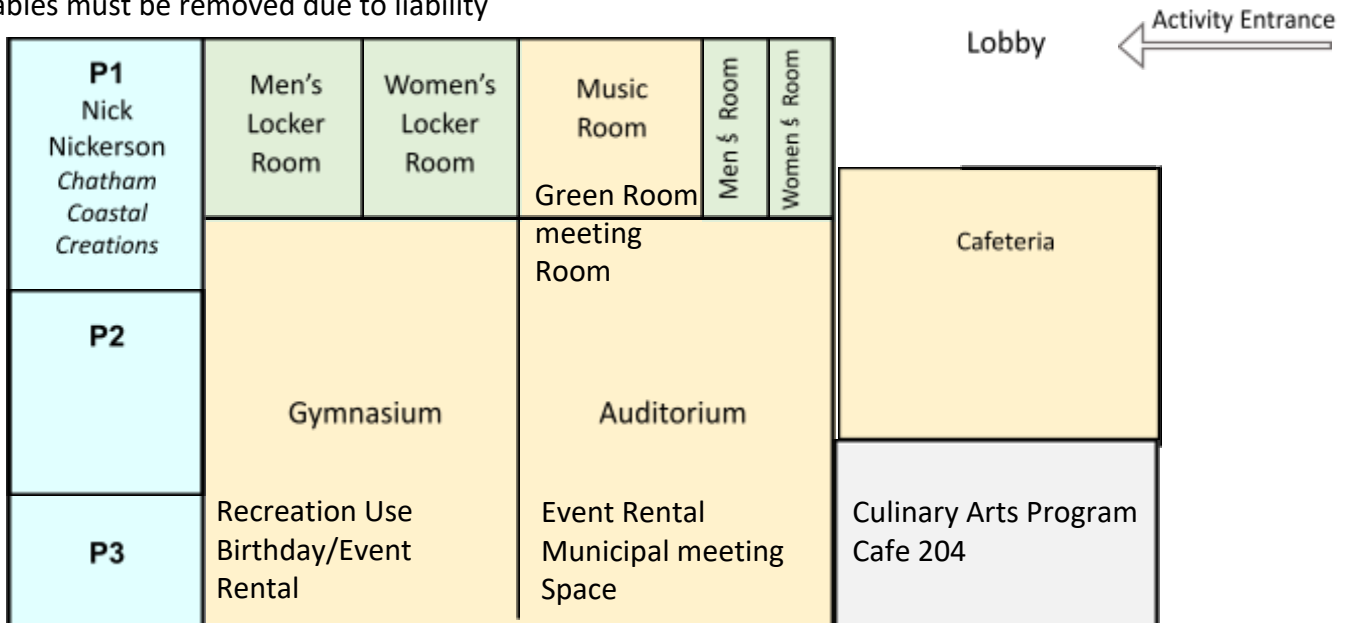 ables must be removed due to liability
Lobby
Activity Entrance
P1
Nick
Nickerson
Chatham
Coastal
Creations
Men's
Locker
Room
Women's
Locker
Room
Music
Room
Green Room
meeting
Room
Men's Room
Women's Room
Cafeteria
P2
Gymnasium
Auditorium
P3
Recreation Use
Birthday/Event
Rental
Event Rental
Municipal meeting
Space
Culinary Arts Program
Cafe 204